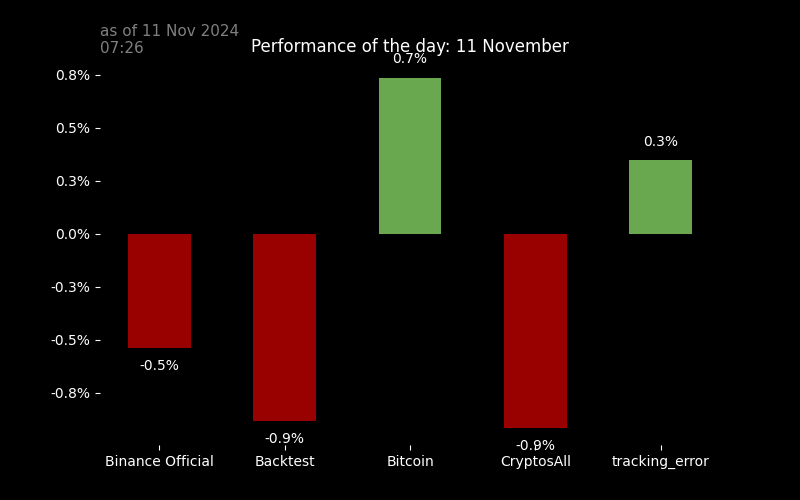 as of 11 Nov 2024
07:26
Performance of the day: 11 November
0.8%
0.5%
0.3%
0.0%
-0.3%
-0.5%
-0.8%
-0.5%
-0.9%
0.7%
-0.9%
0.3%
Binance Official
Backtest
Bitcoin
CryptosAll
tracking_error